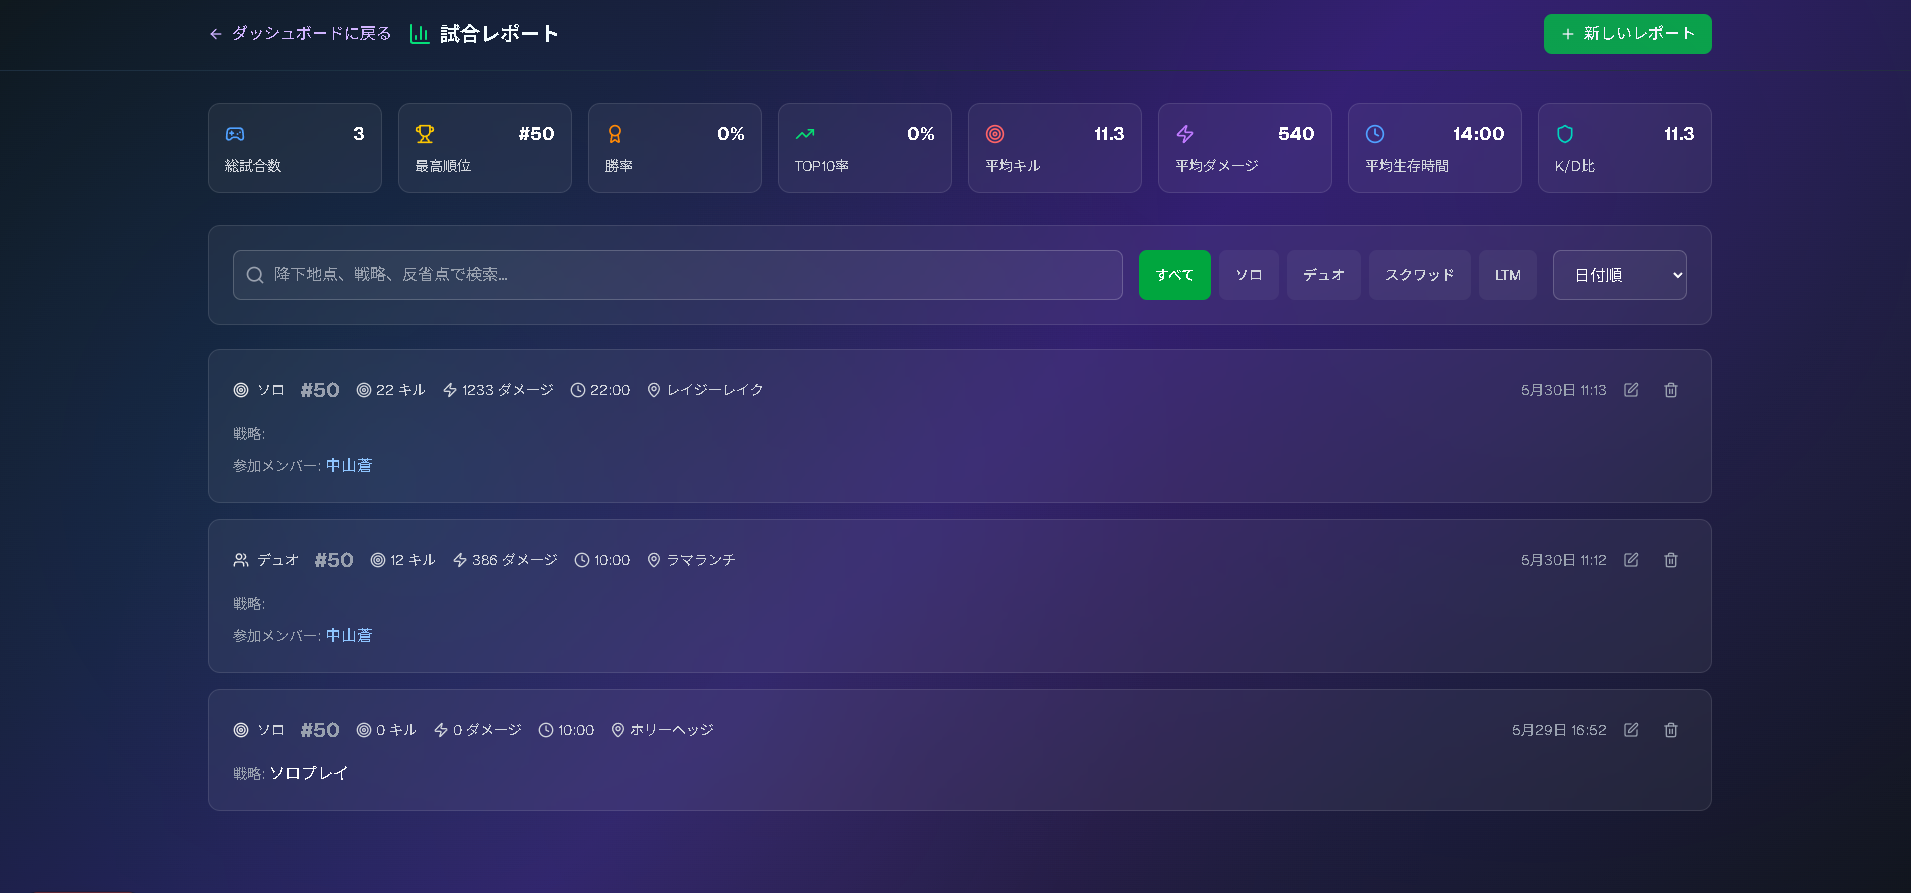 ダッシュボードに戻る 試合レポート 新しいレポート
3 #50 0% 0% 11.3 540 14:00 11.3
総試合数 最高順位 勝率 TOP10率 平均キル 平均ダメージ 平均生存時間 K/D比
降下地点、戦略、反省点で検索... すべて ソロ デュオ スクワッド LTM 日付順
ソロ #50 22 キル 1233 ダメージ 22:00 レイジーレイク 5月30日 11:13
戦略:
参加メンバー: 中山蒼
デュオ #50 12 キル 386 ダメージ 10:00 ラマランチ 5月30日 11:12
戦略:
参加メンバー: 中山蒼
ソロ #50 0 キル 0 ダメージ 10:00 ホリーヘッジ 5月29日 16:52
戦略: ソロプレイ